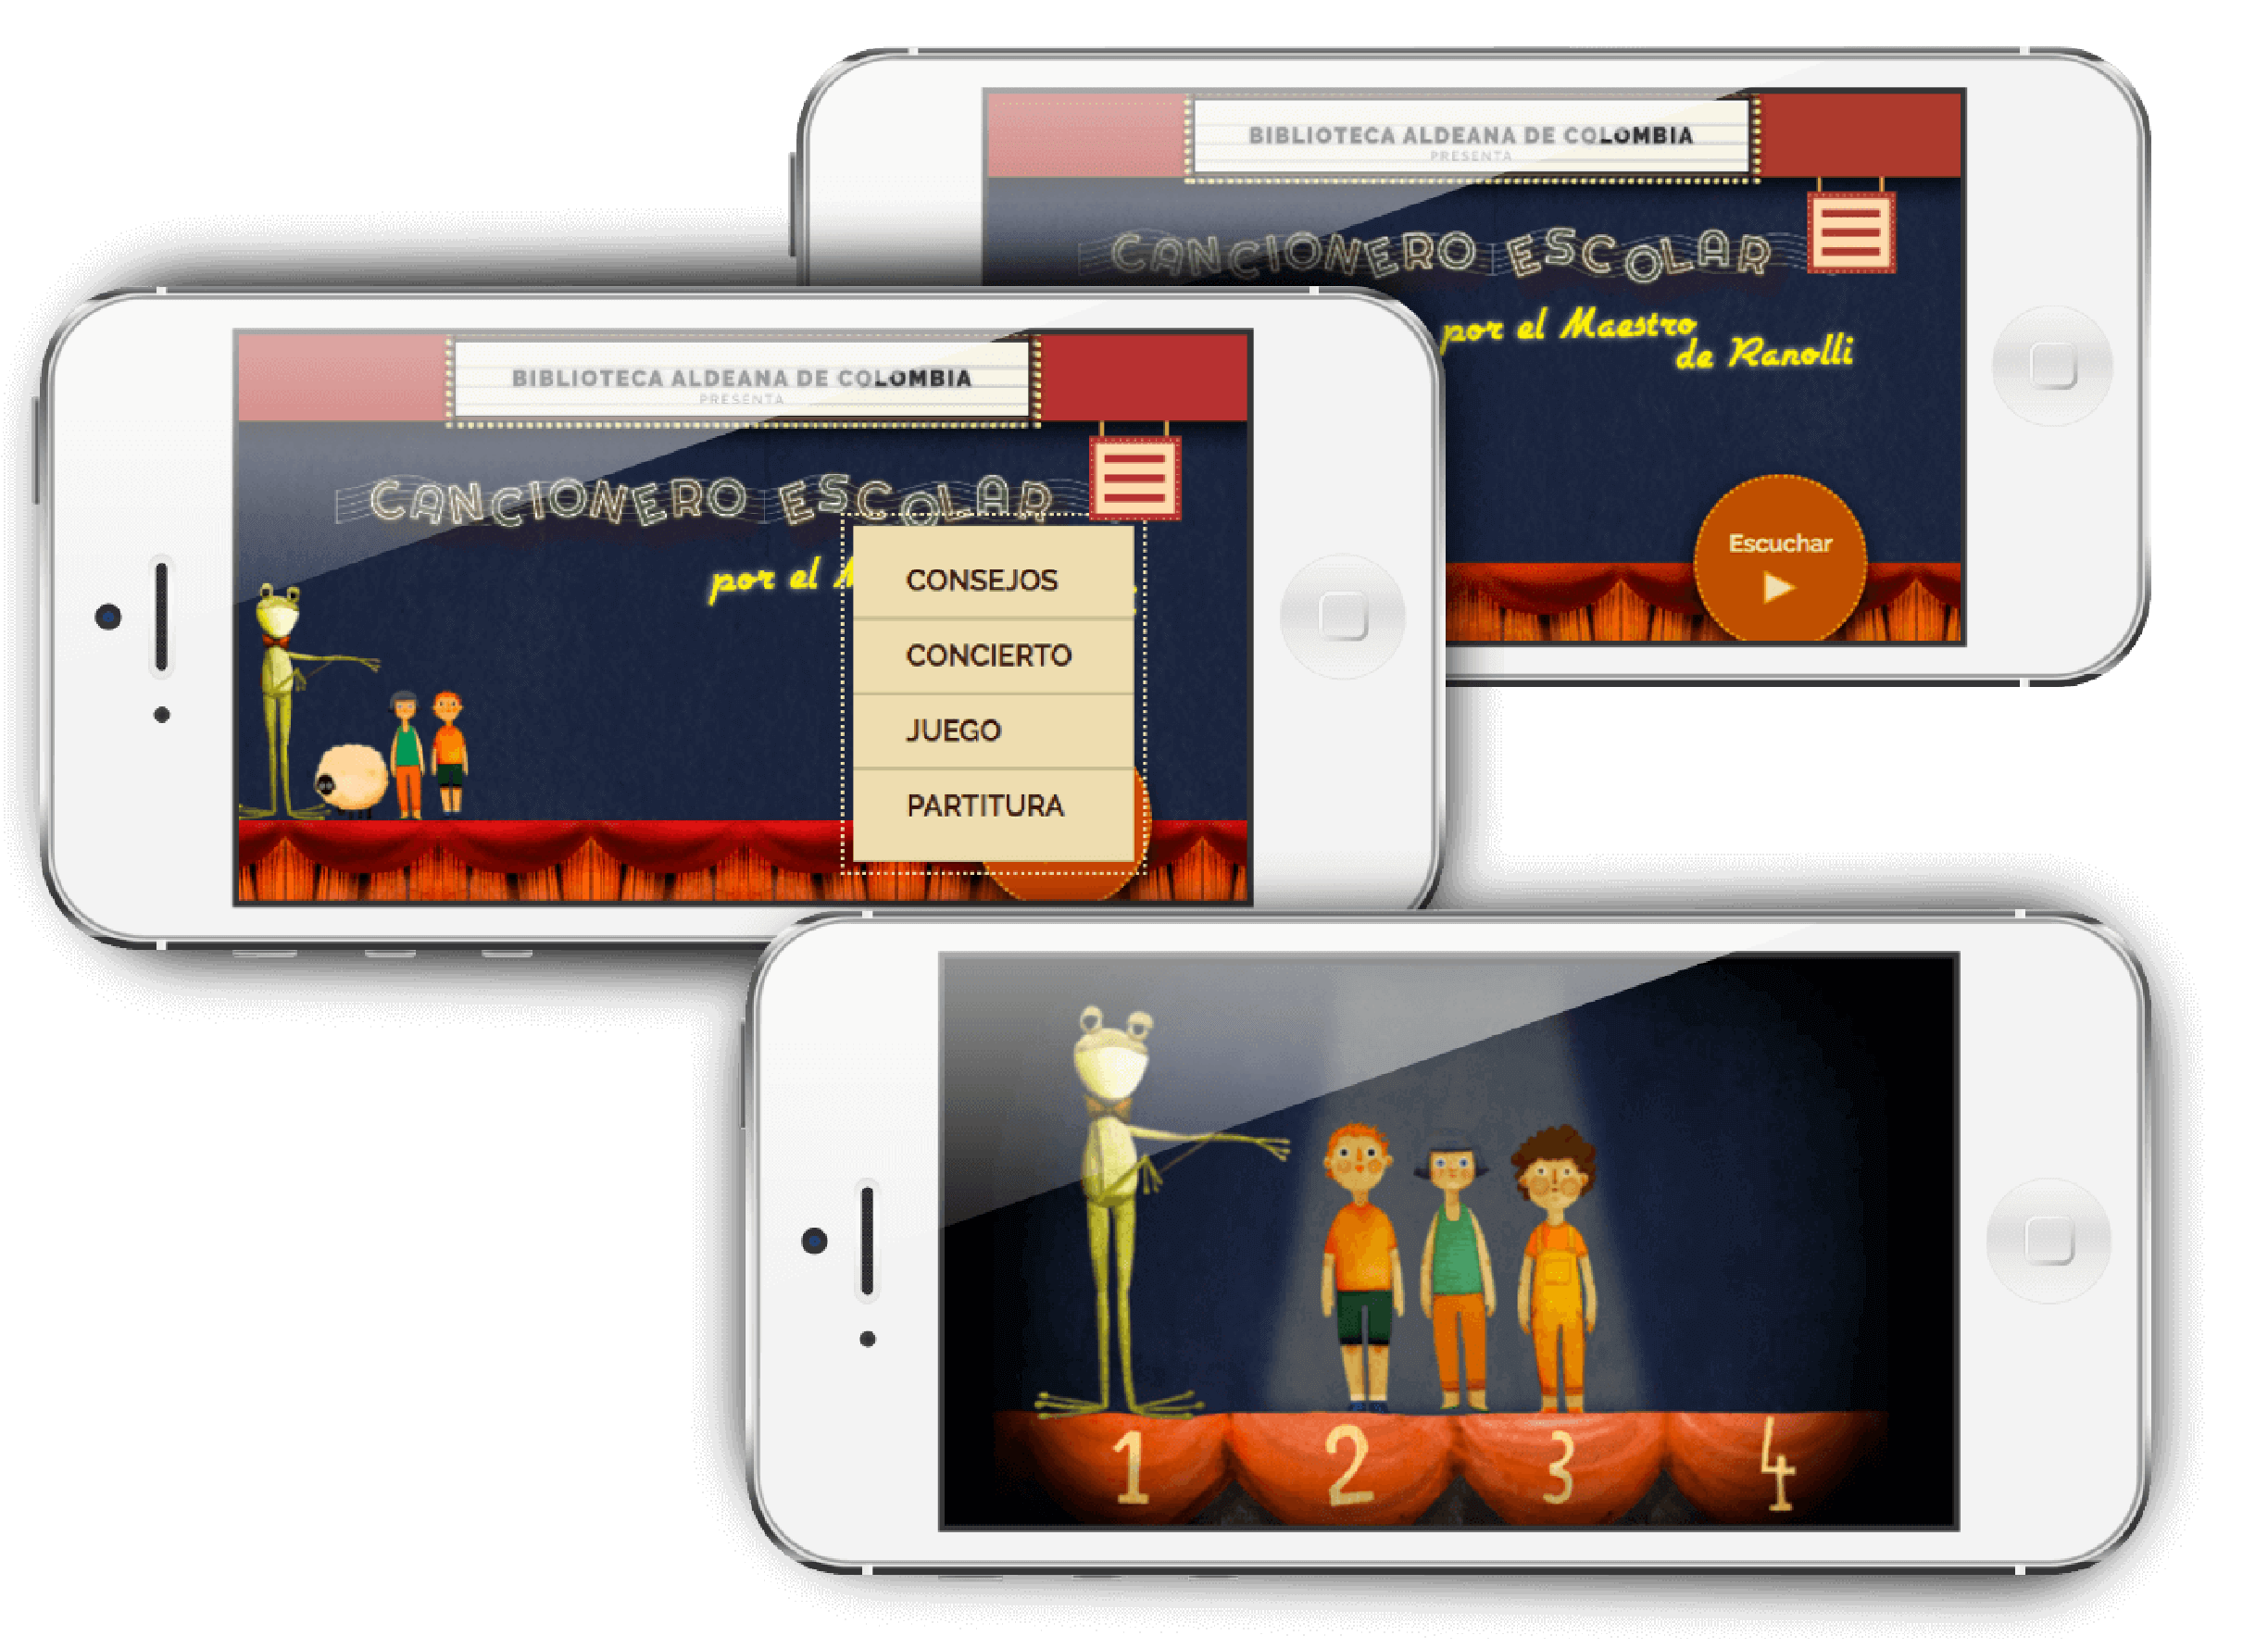 BIBLIOTECA ALDEANA DE COLOMBIA
PRESENTA
CANCIONERO ESCOLAR
por el Maestro
de Ranolli
Escuchar
BIBLIOTECA ALDEANA DE COLOMBIA
PRESENTA
CANCIONERO ESCOLAR
por el M
CONSEJOS
CONCIERTO
JUEGO
PARTITURA
1 2 3 4